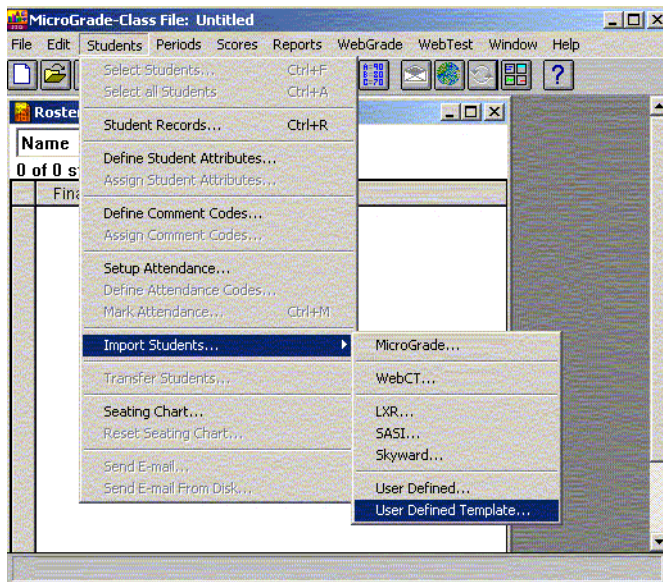 MicroGrade-Class File: Untitled
File Edit Students Periods Scores Reports WebGrade WebTest Window Help
Select Students... Ctrl+F
Select all Students Ctrl+A
Roste
Student Records... Ctrl+R
Name
Define Student Attributes...
0 of 0 s
Assign Student Attributes...
Fina
Define Comment Codes...
Assign Comment Codes...
Setup Attendance...
Define Attendance Codes...
Mark Attendance... Ctrl+M
Import Students... MicroGrade...
Transfer Students... WebCT...
Seating Chart... LXR...
Reset Seating Chart... SASI...
Skyward...
Send E-mail...
Send E-mail From Disk... User Defined...
User Defined Template...